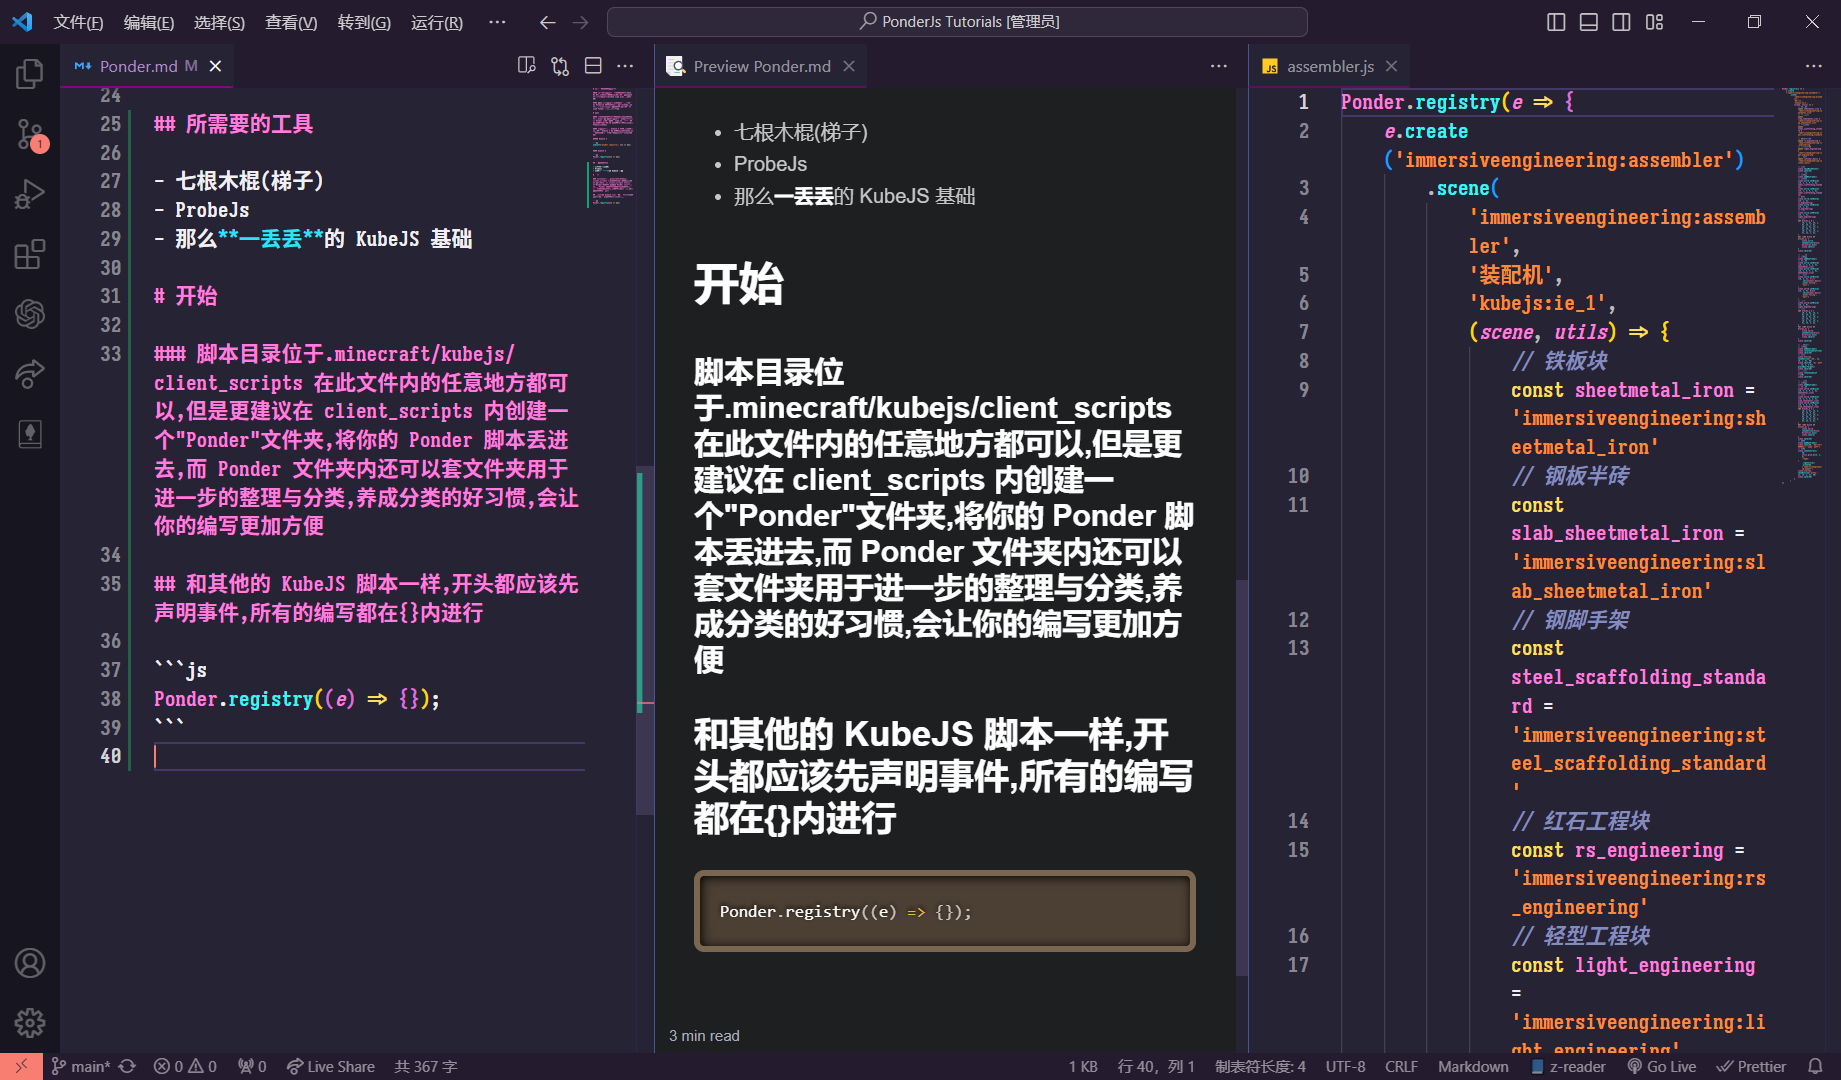 文件(F) 编辑(E) 选择(S) 查看(V) 转到(G) 运行(R) ··· PonderJs Tutorials [管理员]
Ponder.md M
Preview Ponder.md
JS assembler.js
24
25 ## 所需要的工具
26
27 - 七根木棍(梯子)
28 - ProbeJs
29 - 那么**一丢丢**的 KubeJS 基础
30
31 # 开始
32
33 ### 脚本目录位于.minecraft/kubejs/
client_scripts 在此文件内的任意地方都可
以,但是更建议在 client_scripts 内创建一
个"Ponder"文件夹,将你的 Ponder 脚本丢进
去,而 Ponder 文件夹内还可以套文件夹用于
进一步的整理与分类,养成分类的好习惯,会让
你的编写更加方便
34
35 ## 和其他的 KubeJS 脚本一样,开头都应该先
声明事件,所有的编写都在{}内进行
36
37 ```js
38 Ponder.registry((e) => {});
39 ```
40
• 七根木棍(梯子)
• ProbeJs
• 那么一丢丢的 KubeJS 基础
开始
脚本目录位
于.minecraft/kubejs/client_scripts
在此文件内的任意地方都可以,但是更
建议在 client_scripts 内创建一
个"Ponder"文件夹,将你的 Ponder 脚
本丢进去,而 Ponder 文件夹内还可以
套文件夹用于进一步的整理与分类,养
成分类的好习惯,会让你的编写更加方
便
和其他的 KubeJS 脚本一样,开
头都应该先声明事件,所有的编写
都在{}内进行
Ponder.registry((e) => {});
3 min read
1 Ponder.registry(e => {
2 e.create
('immersiveengineering:assembler')
3 .scene(
4 'immersiveengineering:assemb
ler',
5 '装配机',
6 'kubejs:ie_1',
7 (scene, utils) => {
8 // 铁板块
9 const sheetmetal_iron =
'immersiveengineering:sh
eetmetal_iron'
10 // 钢板半砖
11 const
slab_sheetmetal_iron =
'immersiveengineering:sl
ab_sheetmetal_iron'
12 // 钢脚手架
13 const
steel_scaffolding_standa
rd =
'immersiveengineering:st
eel_scaffolding_standard
'
14 // 红石工程块
15 const rs_engineering =
'immersiveengineering:rs
_engineering'
16 // 轻型工程块
17 const light_engineering
=
'immersiveengineering:li
ght_engineering'
1
main* 0 0 0 Live Share 共 367 字 1 KB 行 40, 列 1 制表符长度: 4 UTF-8 CRLF Markdown z-reader Go Live Prettier